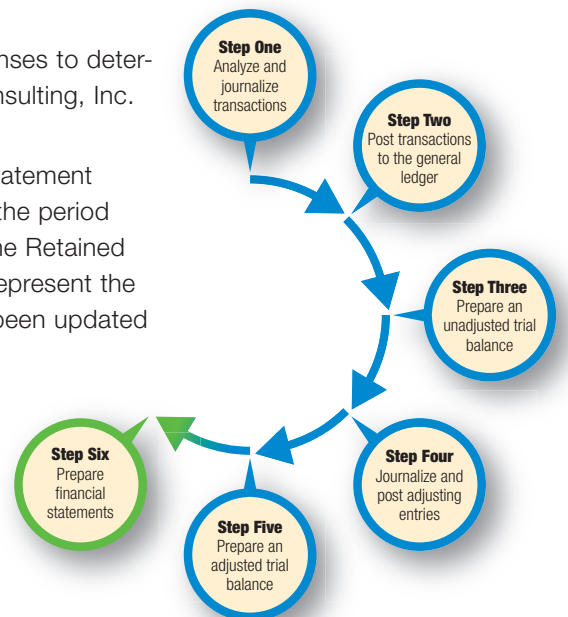 nses to deter-
nsulting, Inc.
atement
the period
ne Retained
epresent the
been updated
Step One
Analyze and
journalize
transactions
Step Two
Post transactions
to the general
ledger
Step Three
Prepare an
unadjusted trial
balance
Step Four
Journalize and
post adjusting
entries
Step Five
Prepare an
adjusted trial
balance
Step Six
Prepare
financial
statements